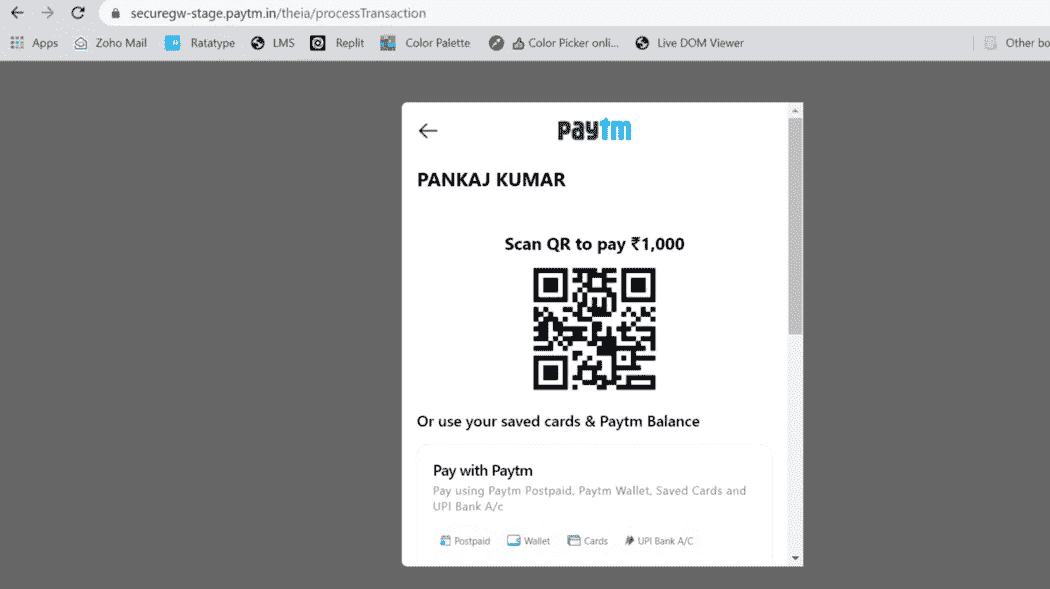 securegw-stage.paytm.in/theia/processTransaction
Apps Zoho Mail Ratatype LMS Replit Color Palette Color Picker onli... Live DOM Viewer Other bo
paytm
PANKAJ KUMAR
Scan QR to pay ₹1,000
Or use your saved cards & Paytm Balance
Pay with Paytm
Pay using Paytm Postpaid, Paytm Wallet, Saved Cards and
UPI Bank A/c
Postpaid Wallet Cards UPI Bank A/C